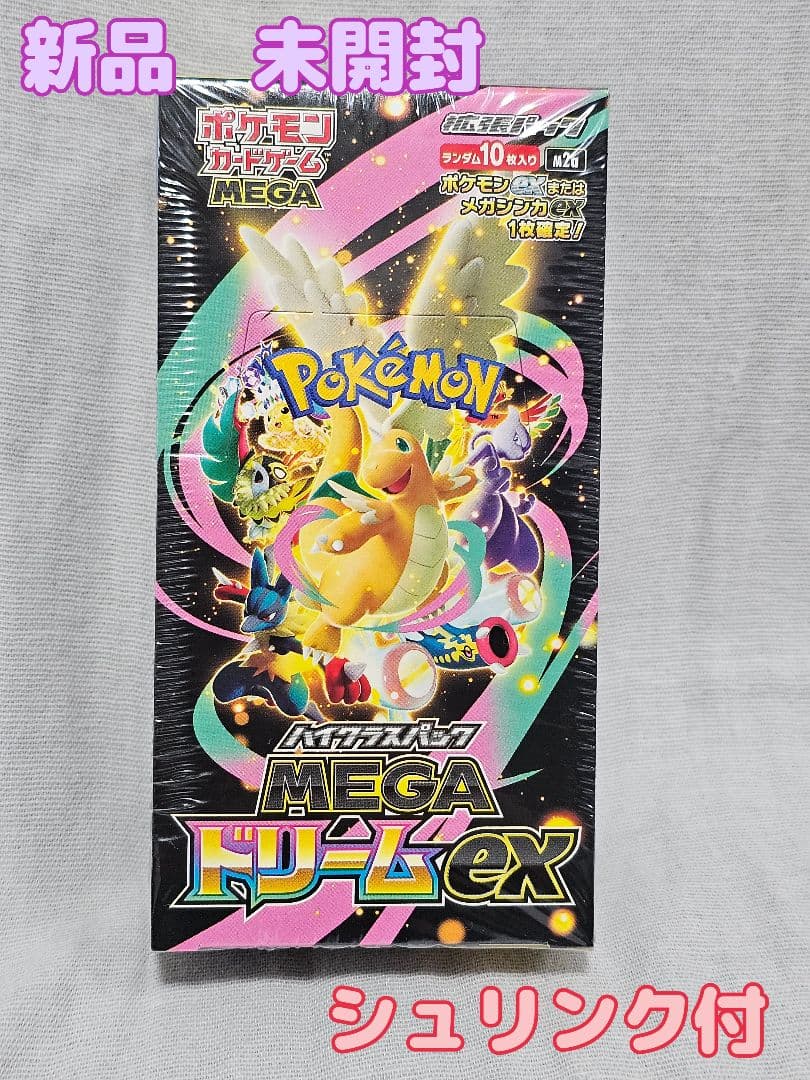 新品 未開封
ポケモン
カードゲーム
MEGA
拡張パック
ランダム10枚入り
M2a
ポケモンexまたは
メガシンカex
1枚確定!
POKéMON
TM
ハイクラスパック
MEGA
ドリームex
シュリンク付